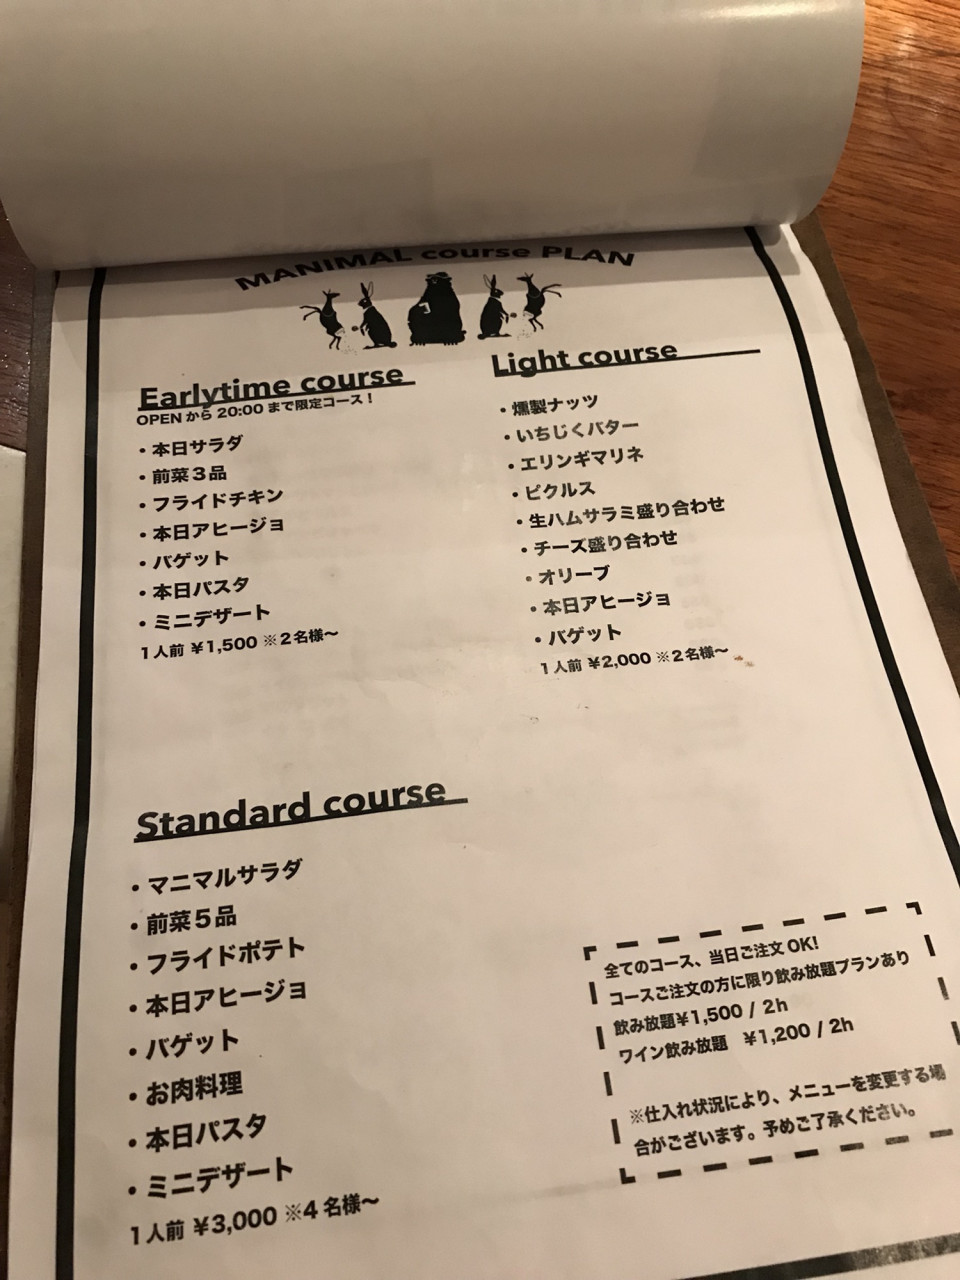 MANIMAL course PLAN
Earlytime course
OPENから20:00まで限定コース！
・本日サラダ
・前菜３品
・フライドチキン
・本日アヒージョ
・バゲット
・本日パスタ
・ミニデザート
１人前 ¥1,500 ※２名様〜
Light course
・燻製ナッツ
・いちじくバター
・エリンギマリネ
・ピクルス
・生ハムサラミ盛り合わせ
・チーズ盛り合わせ
・オリーブ
・本日アヒージョ
・バゲット
１人前 ¥2,000 ※２名様〜
Standard course
・マニマルサラダ
・前菜５品
・フライドポテト
・本日アヒージョ
・バゲット
・お肉料理
・本日パスタ
・ミニデザート
１人前 ¥3,000 ※４名様〜
全てのコース、当日ご注文OK!
コースご注文の方に限り飲み放題プランあり
飲み放題¥1,500 / 2h
ワイン飲み放題　¥1,200 / 2h
※仕入れ状況により、メニューを変更する場
合がございます。予めご了承ください。